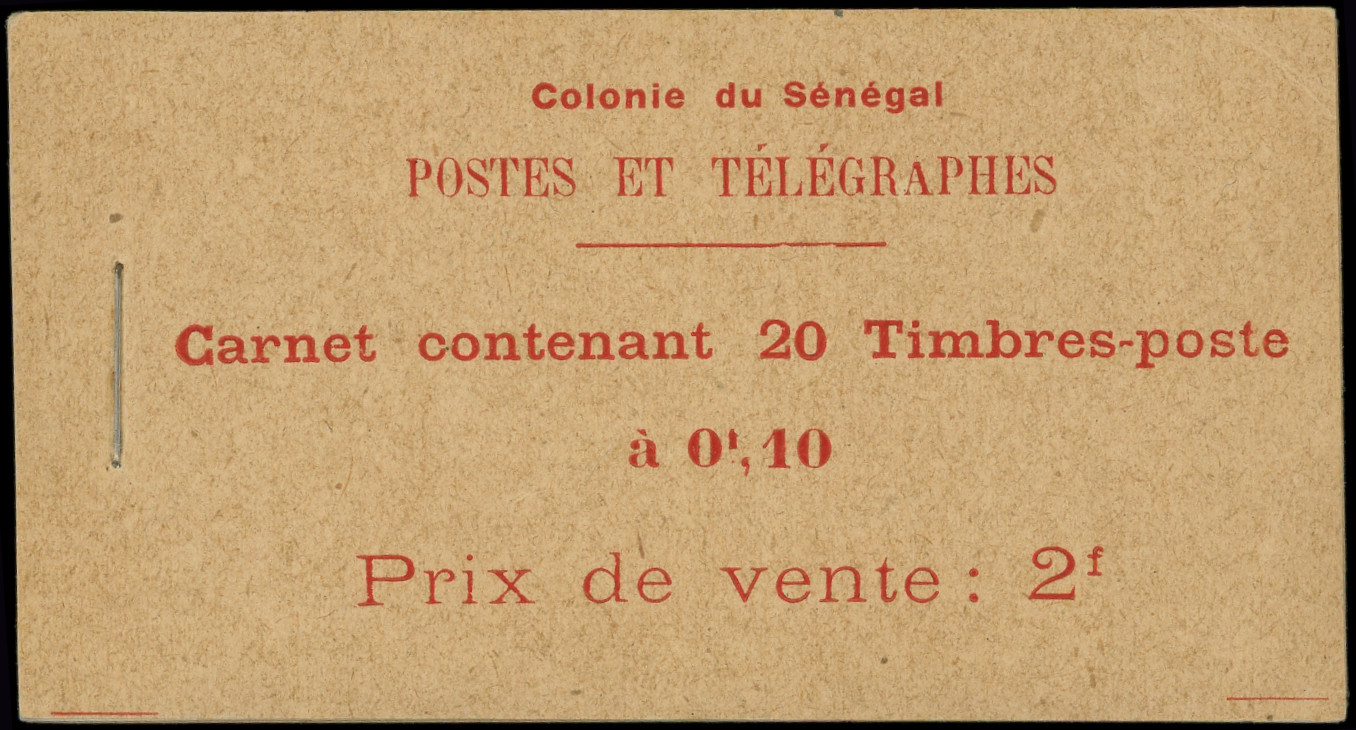 Colonie du Sénégal
POSTES ET TÉLÉGRAPHES
Carnet contenant 20 Timbres-poste
à 0ᶠ,10
Prix de vente : 2ᶠ